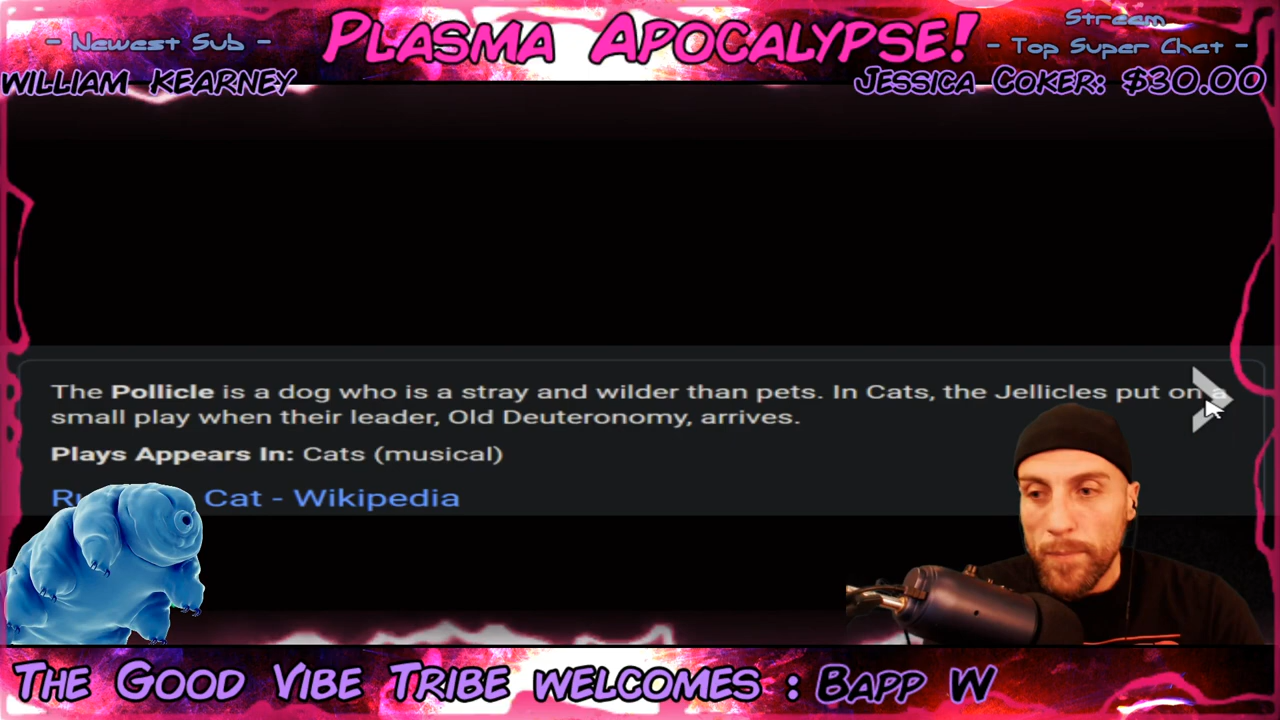 Plasma Apocalypse!
- Newest Sub -
William Kearney
Stream
- Top Super Chat -
Jessica Coker: $30.00
The Pollicle is a dog who is a stray and wilder than pets. In Cats, the Jellicles put on a
small play when their leader, Old Deuteronomy, arrives.
Plays Appears In: Cats (musical)
Cat - Wikipedia
The Good Vibe Tribe welcomes : Bapp W